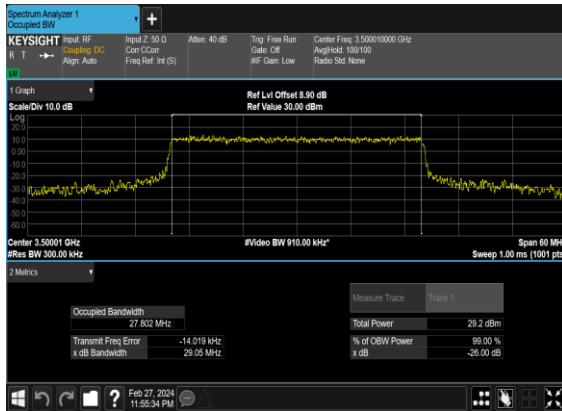 Spectrum Analyzer 1
Occupied BW
KEYSIGHT
R T
LXI
Input: RF
Coupling: DC
Align: Auto
Input Z: 50 Ω
Corr CCorr
Freq Ref: Int (S)
Atten: 40 dB
Trig: Free Run
Gate: Off
#IF Gain: Low
Center Freq: 3.500010000 GHz
Avg|Hold: 100/100
Radio Std: None
1 Graph
Scale/Div 10.0 dB
Ref Lvl Offset 8.90 dB
Ref Value 30.00 dBm
Log
20.0
10.0
0.00
-10.0
-20.0
-30.0
-40.0
-50.0
-60.0
Center 3.50001 GHz
#Res BW 300.00 kHz
#Video BW 910.00 kHz*
Span 60 MH
Sweep 1.00 ms (1001 pts
2 Metrics
Measure Trace Trace 1
Occupied Bandwidth
27.802 MHz
Total Power 29.2 dBm
Transmit Freq Error -14.019 kHz
% of OBW Power 99.00 %
x dB Bandwidth 29.05 MHz
x dB -26.00 dB
Feb 27, 2024
11:55:34 PM